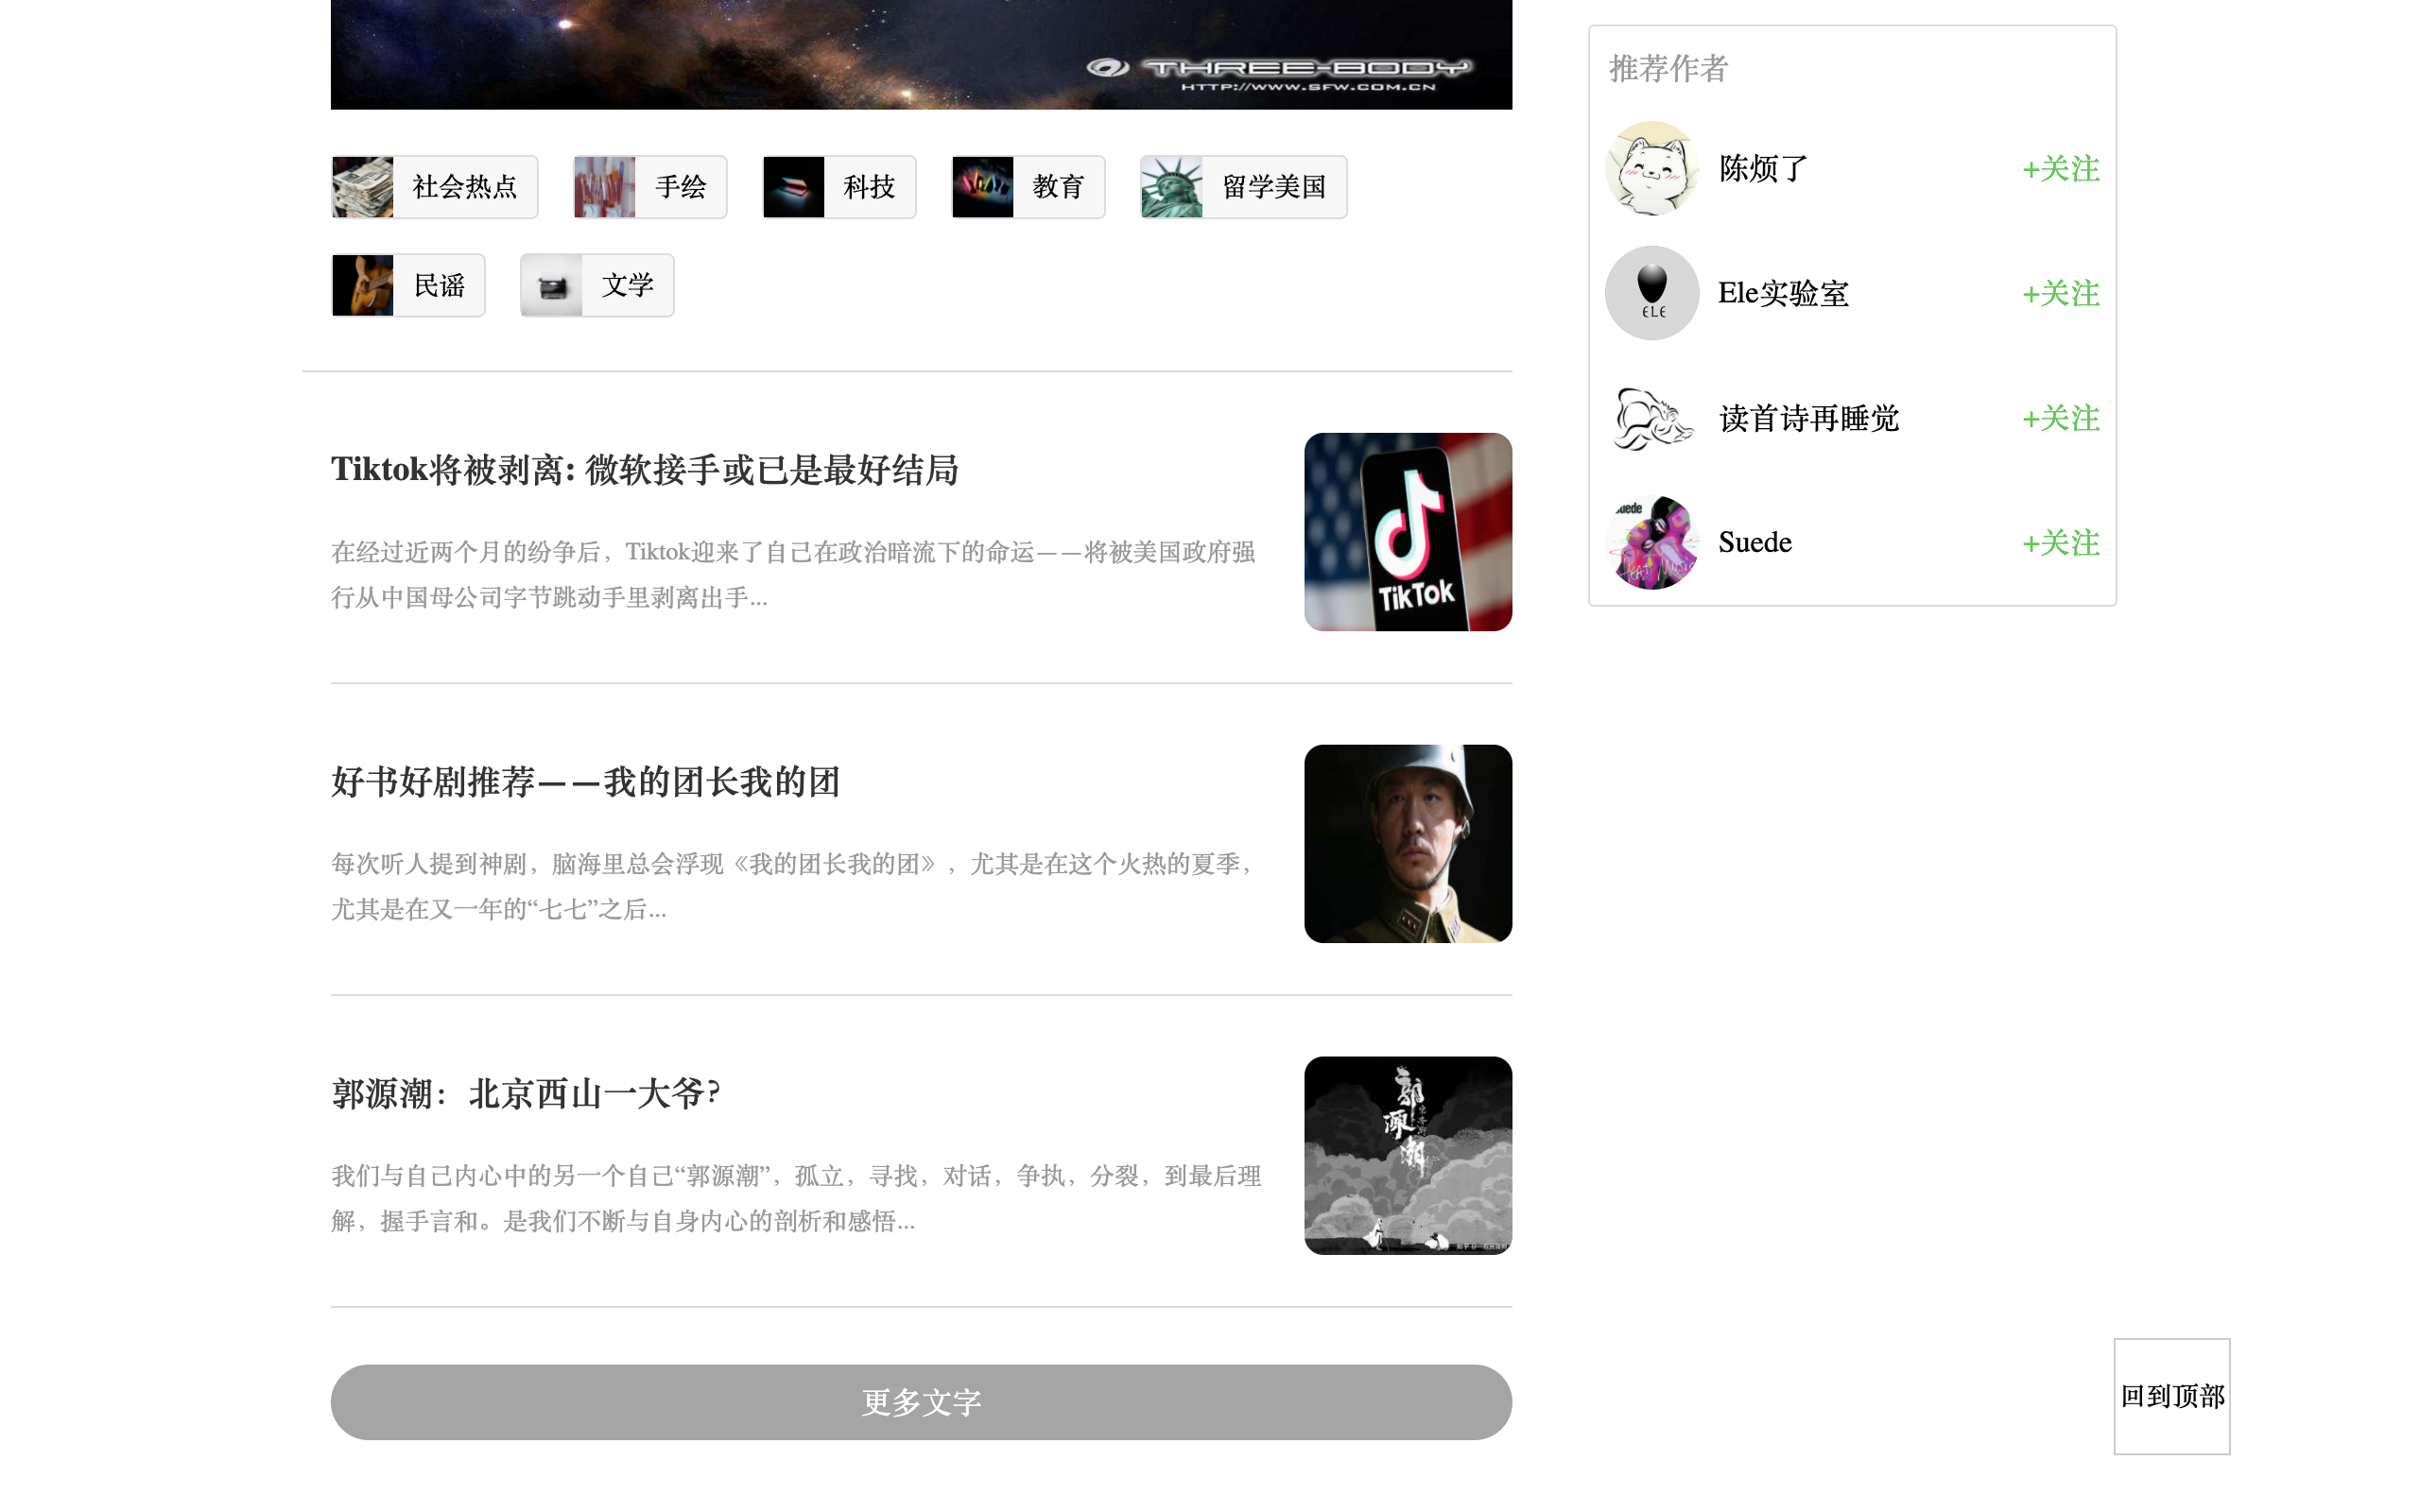 THREE-BODY
HTTP://WWW.SFW.COM.CN
社会热点
手绘
科技
教育
留学美国
民谣
文学
Tiktok将被剥离: 微软接手或已是最好结局
在经过近两个月的纷争后，Tiktok迎来了自己在政治暗流下的命运——将被美国政府强
行从中国母公司字节跳动手里剥离出手...
TikTok
好书好剧推荐——我的团长我的团
每次听人提到神剧，脑海里总会浮现《我的团长我的团》，尤其是在这个火热的夏季，
尤其是在又一年的“七七”之后...
郭源潮：北京西山一大爷?
我们与自己内心中的另一个自己“郭源潮”，孤立，寻找，对话，争执，分裂，到最后理
解，握手言和。是我们不断与自身内心的剖析和感悟...
郭源潮
更多文字
推荐作者
陈烦了
+关注
ELE
Ele实验室
+关注
读首诗再睡觉
+关注
Suede
+关注
回到顶部